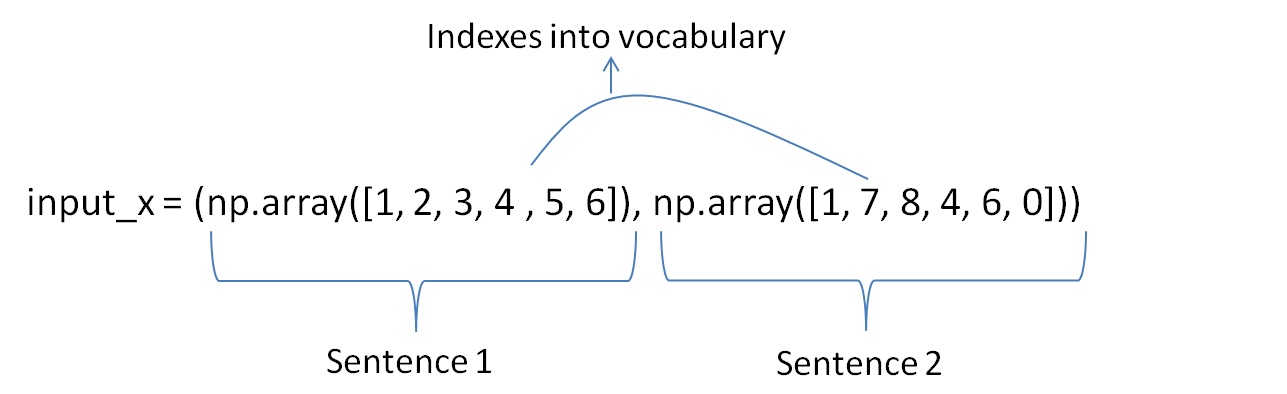 Indexes into vocabulary
input_x = (np.array([1, 2, 3, 4 , 5, 6]), np.array([1, 7, 8, 4, 6, 0]))
Sentence 1
Sentence 2